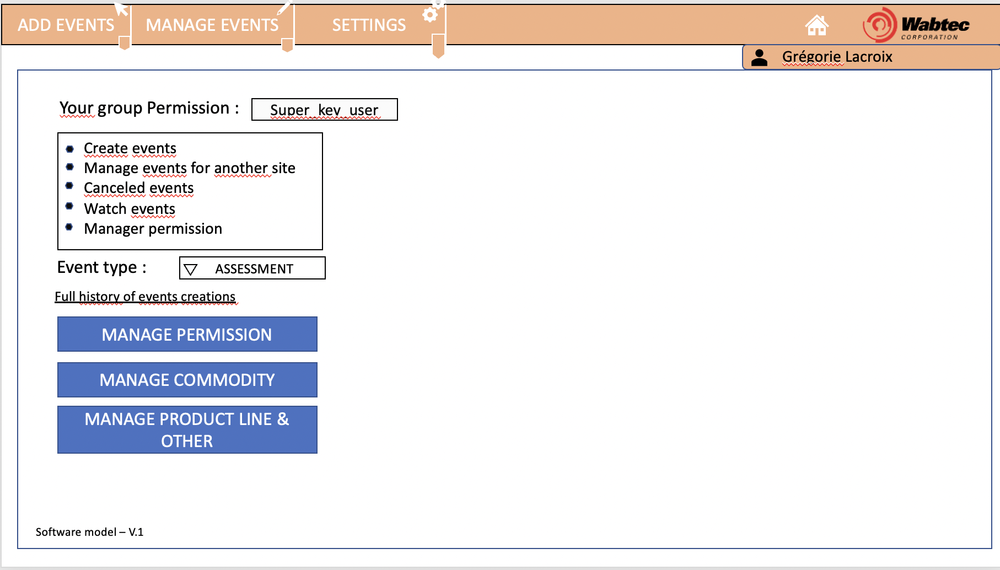 ADD EVENTS
MANAGE EVENTS
SETTINGS
Wabtec
CORPORATION
Grégorie Lacroix
Your group Permission :
Super_key_user
Create events
Manage events for another site
Canceled events
Watch events
Manager permission
Event type :
ASSESSMENT
Full history of events creations
MANAGE PERMISSION
MANAGE COMMODITY
MANAGE PRODUCT LINE &
OTHER
Software model – V.1